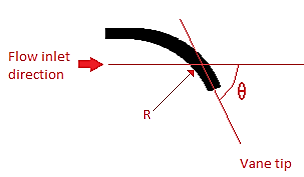 Flow inlet
direction
θ
R
Vane tip